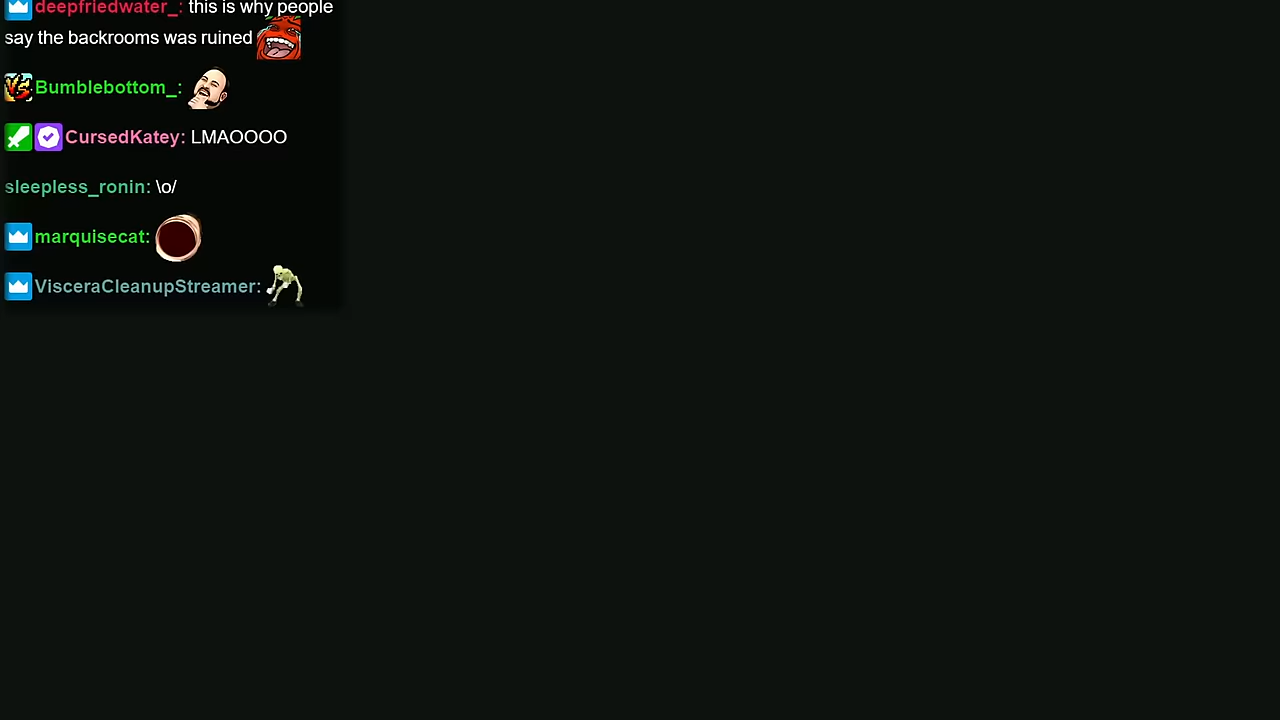 deepfriedwater_: this is why people
say the backrooms was ruined
Bumblebottom_:
CursedKatey: LMAOOOO
sleepless_ronin: \o/
marquisecat:
VisceraCleanupStreamer: